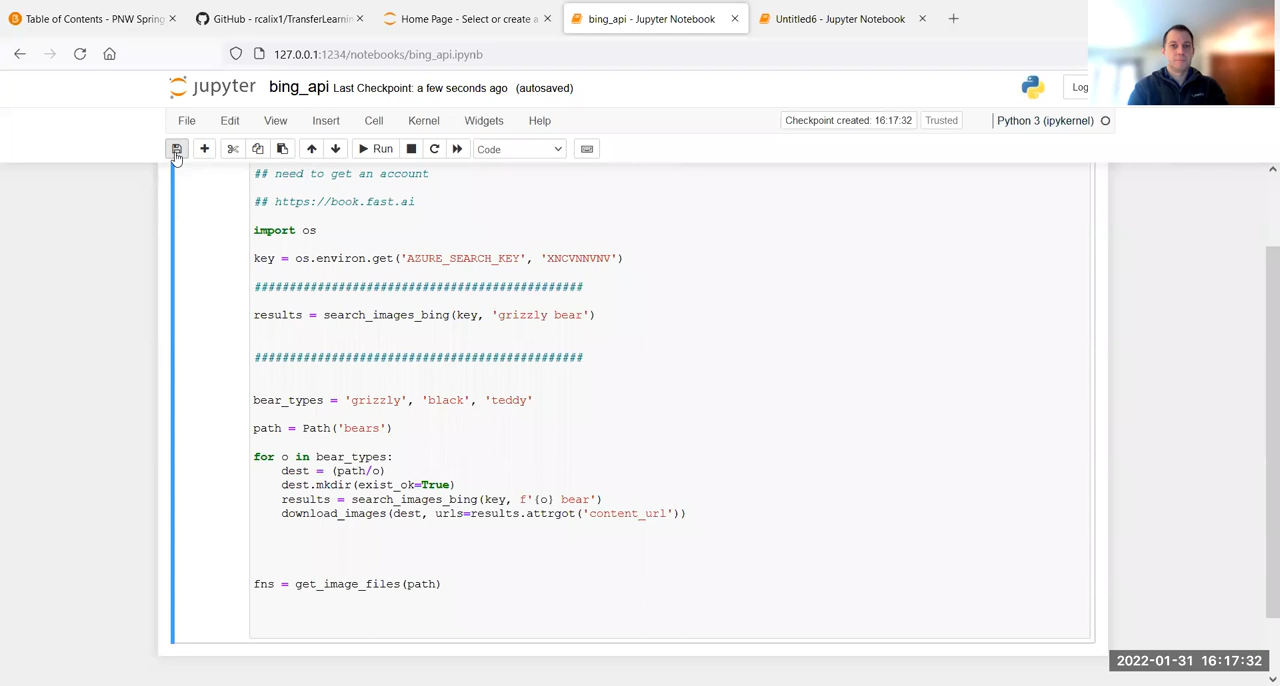 Table of Contents - PNW Spring
GitHub - rcalix1/TransferLearnin
Home Page - Select or create a
bing_api - Jupyter Notebook
Untitled6 - Jupyter Notebook
127.0.0.1:1234/notebooks/bing_api.ipynb
jupyter bing_api Last Checkpoint: a few seconds ago (autosaved)
Log
File Edit View Insert Cell Kernel Widgets Help
Checkpoint created: 16:17:32 Trusted Python 3 (ipykernel)
Run Code
## need to get an account
## https://book.fast.ai
import os
key = os.environ.get('AZURE_SEARCH_KEY', 'XNCVNNVNV')
###############################################
results = search_images_bing(key, 'grizzly bear')
###############################################
bear_types = 'grizzly', 'black', 'teddy'
path = Path('bears')
for o in bear_types:
    dest = (path/o)
    dest.mkdir(exist_ok=True)
    results = search_images_bing(key, f'{o} bear')
    download_images(dest, urls=results.attrgot('content_url'))
fns = get_image_files(path)
2022-01-31 16:17:32